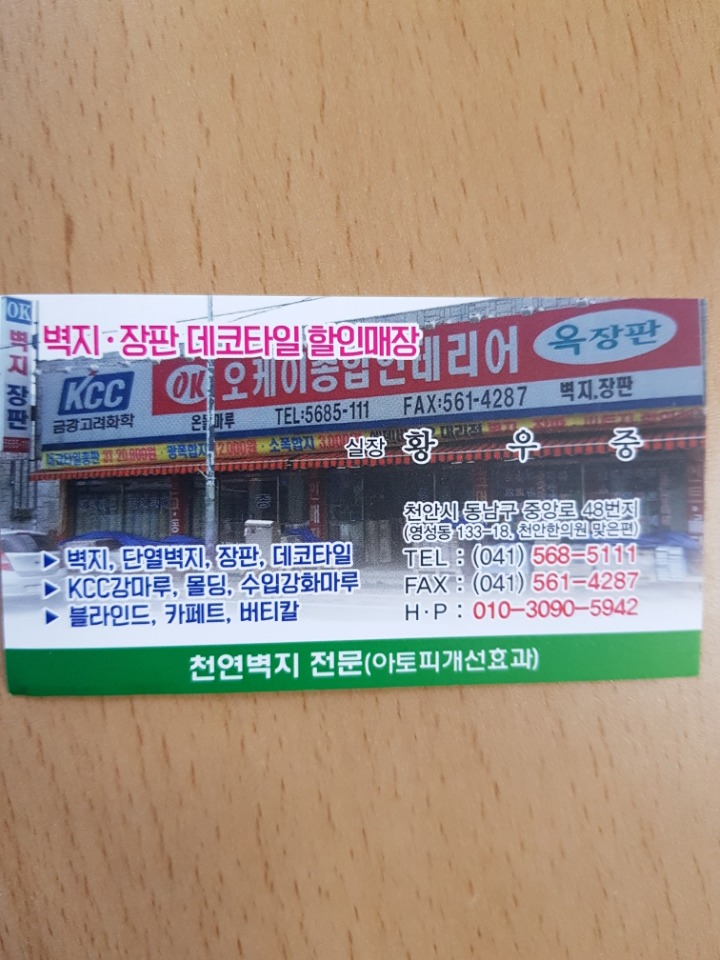 OK
벽지 장판
벽지·장판 데코타일 할인매장
KCC
금강고려화학
OK 오케이종합인테리어
옥장판
온돌마루
TEL:5685-111
FAX:561-4287
벽지,장판
실장 황우중
천안시 동남구 중앙로 48번지
(영성동 133-18, 천안한의원 맞은편)
▶ 벽지, 단열벽지, 장판, 데코타일
TEL : (041) 568-5111
▶ KCC강마루, 몰딩, 수입강화마루
FAX : (041) 561-4287
▶ 블라인드, 카페트, 버티칼
H·P : 010-3090-5942
천연벽지 전문(아토피개선효과)